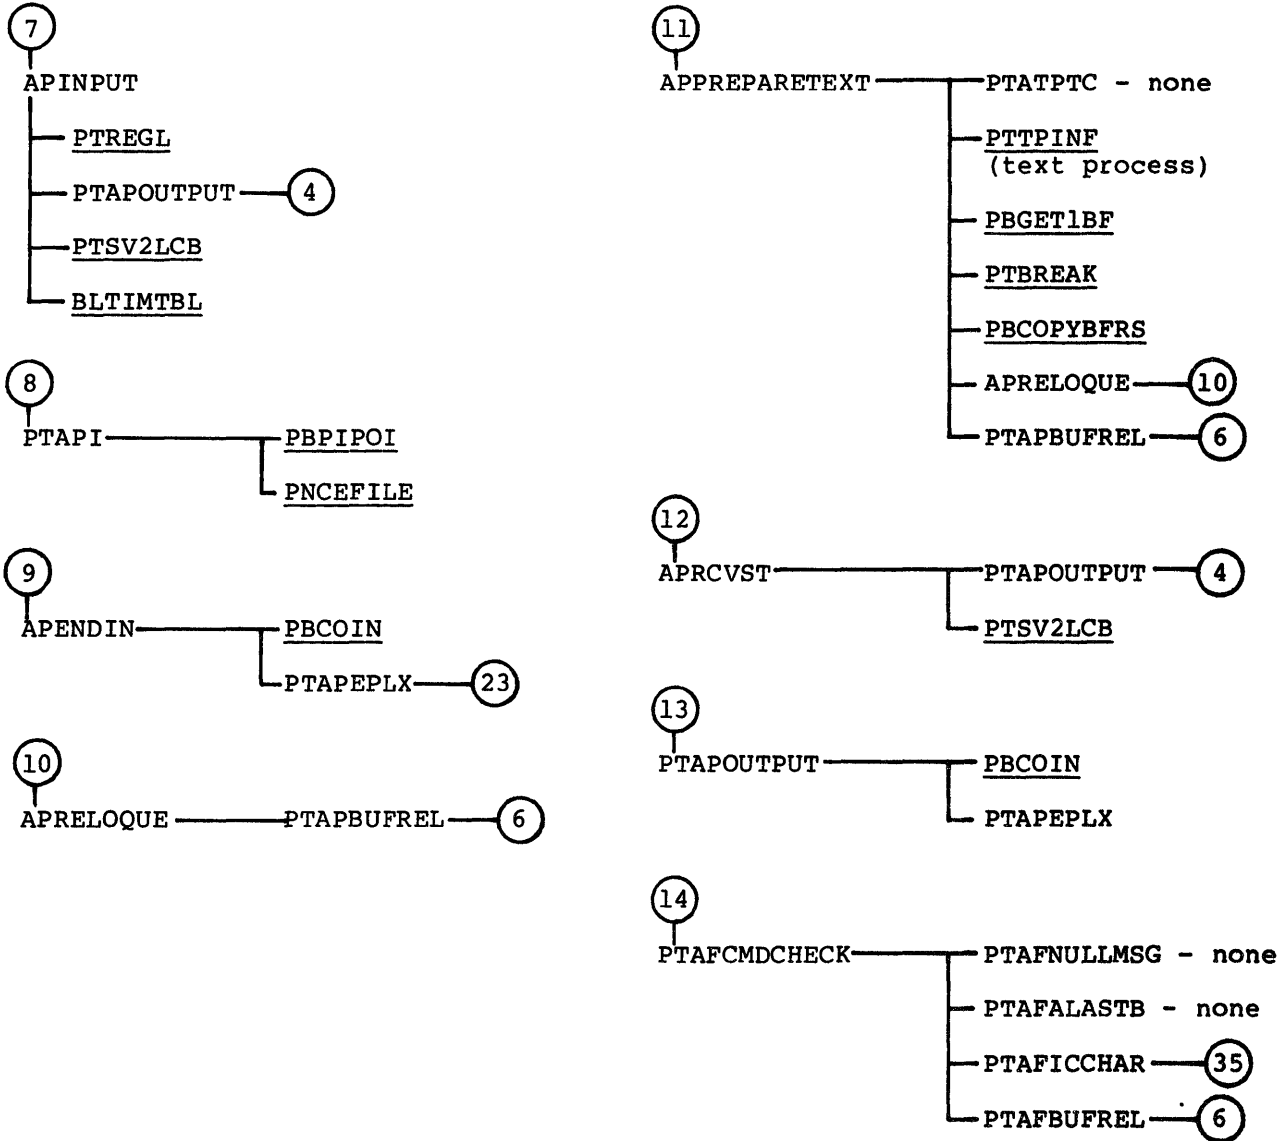 7
APINPUT
PTREGL
PTAPOUTPUT 4
PTSV2LCB
BLTIMTBL
8
PTAPI PBPIPOI
PNCEFILE
9
APENDIN PBCOIN
PTAPEPLX 23
10
APRELOQUE PTAPBUFREL 6
11
APPREPARETEXT PTATPTC - none
PTTPINF
(text process)
PBGET1BF
PTBREAK
PBCOPYBFRS
APRELOQUE 10
PTAPBUFREL 6
12
APRCVST PTAPOUTPUT 4
PTSV2LCB
13
PTAPOUTPUT PBCOIN
PTAPEPLX
14
PTAFCMDCHECK PTAFNULLMSG - none
PTAFALASTB - none
PTAFICCHAR 35
PTAFBUFREL 6